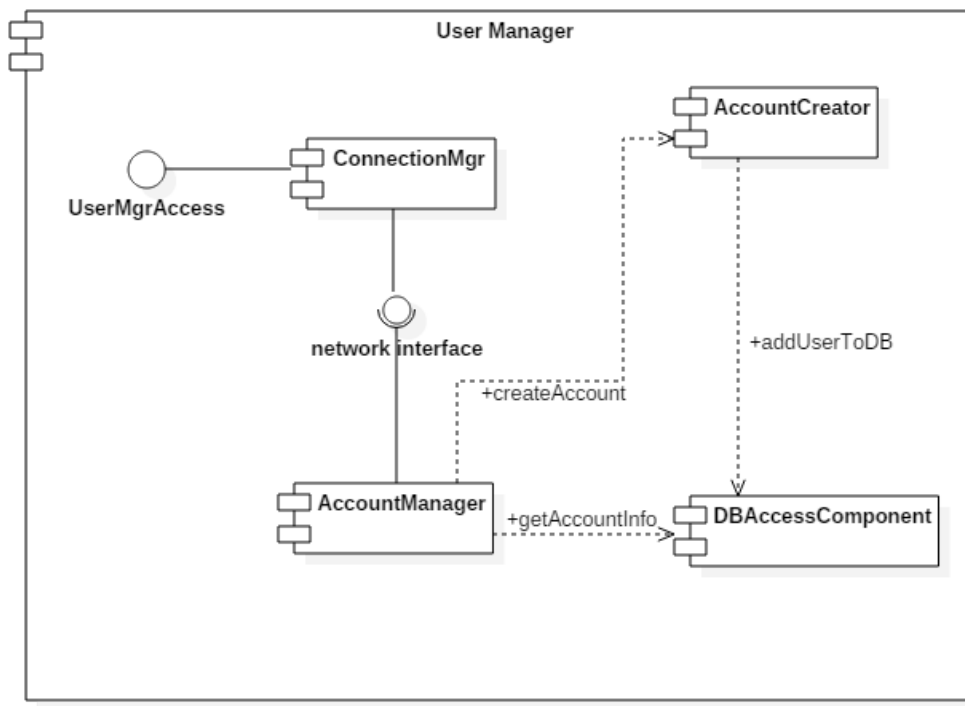 User Manager
AccountCreator
ConnectionMgr
UserMgrAccess
+addUserToDB
network interface
+createAccount
AccountManager
+getAccountInfo
DBAccessComponent